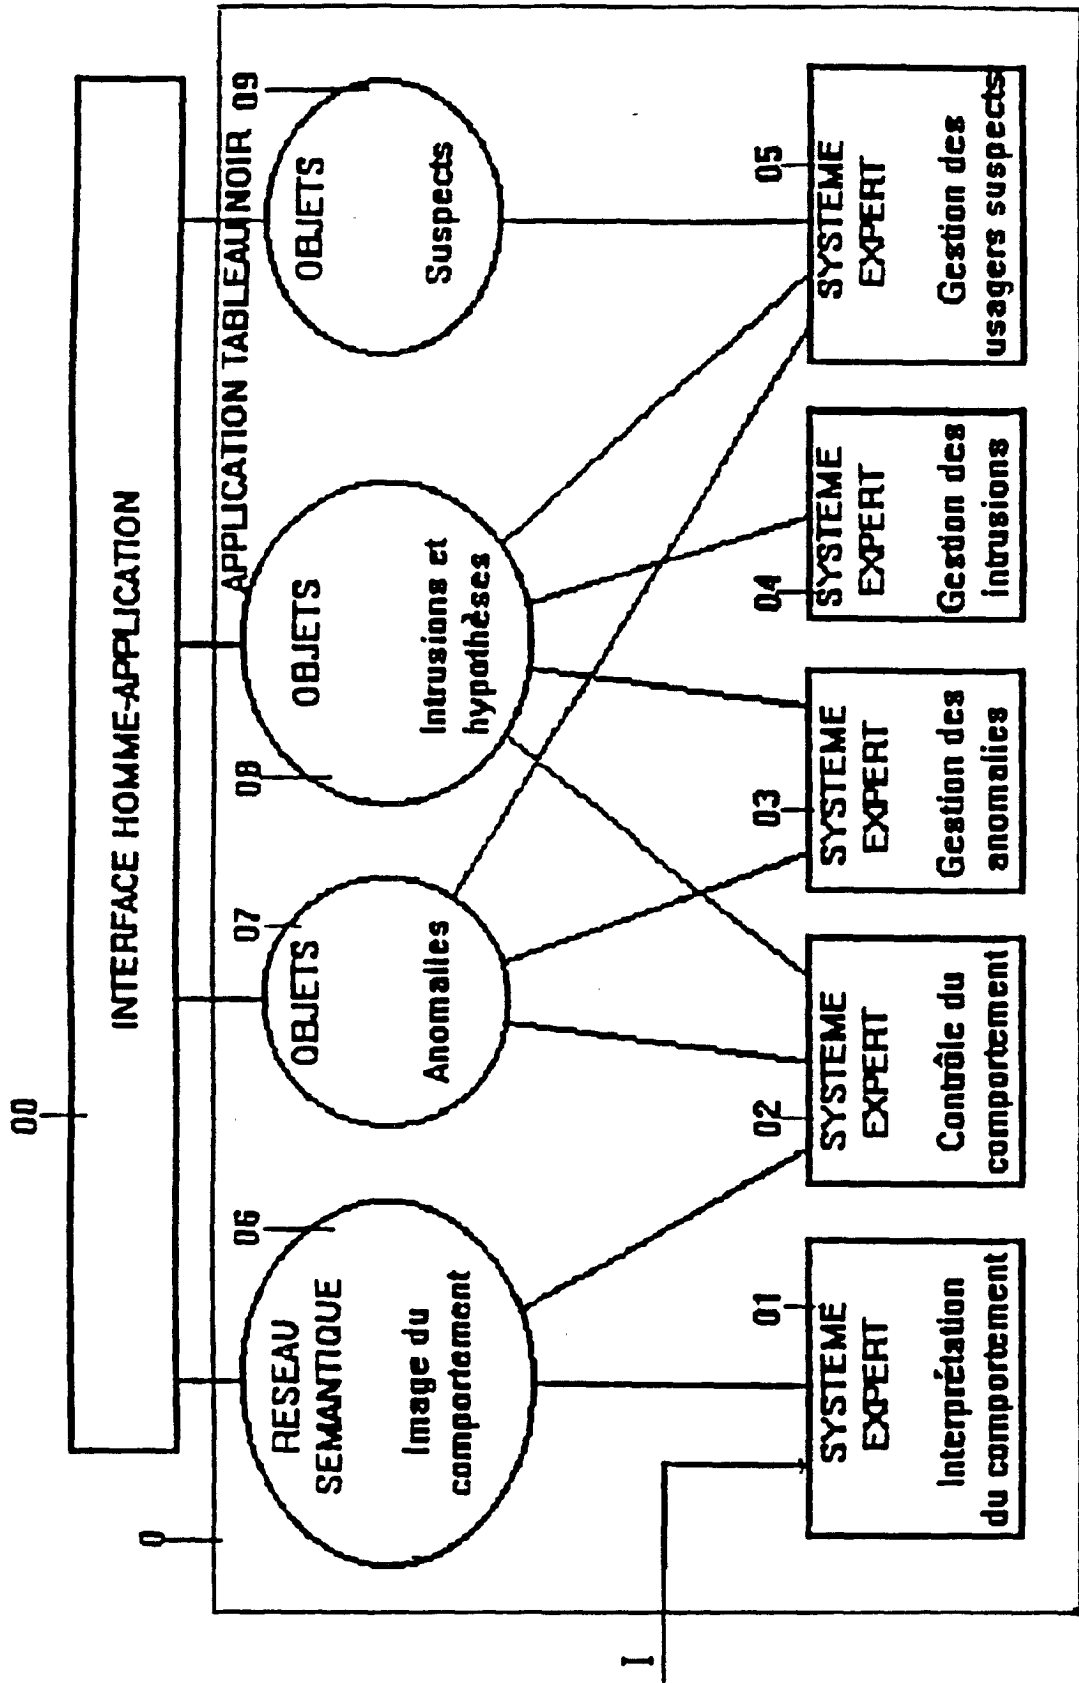 00
INTERFACE HOMME-APPLICATION
0
APPLICATION TABLEAU NOIR
06
RESEAU
SEMANTIQUE
Image du
comportement
07
OBJETS
Anomalies
08
OBJETS
Intrusions et
hypothèses
09
OBJETS
Suspects
I
01
SYSTEME
EXPERT
Interprétation
du comportement
02
SYSTEME
EXPERT
Contrôle du
comportement
03
SYSTEME
EXPERT
Gestion des
anomalies
04
SYSTEME
EXPERT
Gestion des
intrusions
05
SYSTEME
EXPERT
Gestion des
usagers suspects